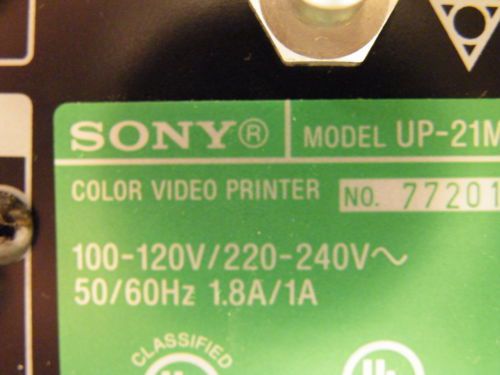 SONY® MODEL UP-21M
COLOR VIDEO PRINTER NO. 77201
100-120V/220-240V~
50/60Hz 1.8A/1A
CLASSIFIED
UL